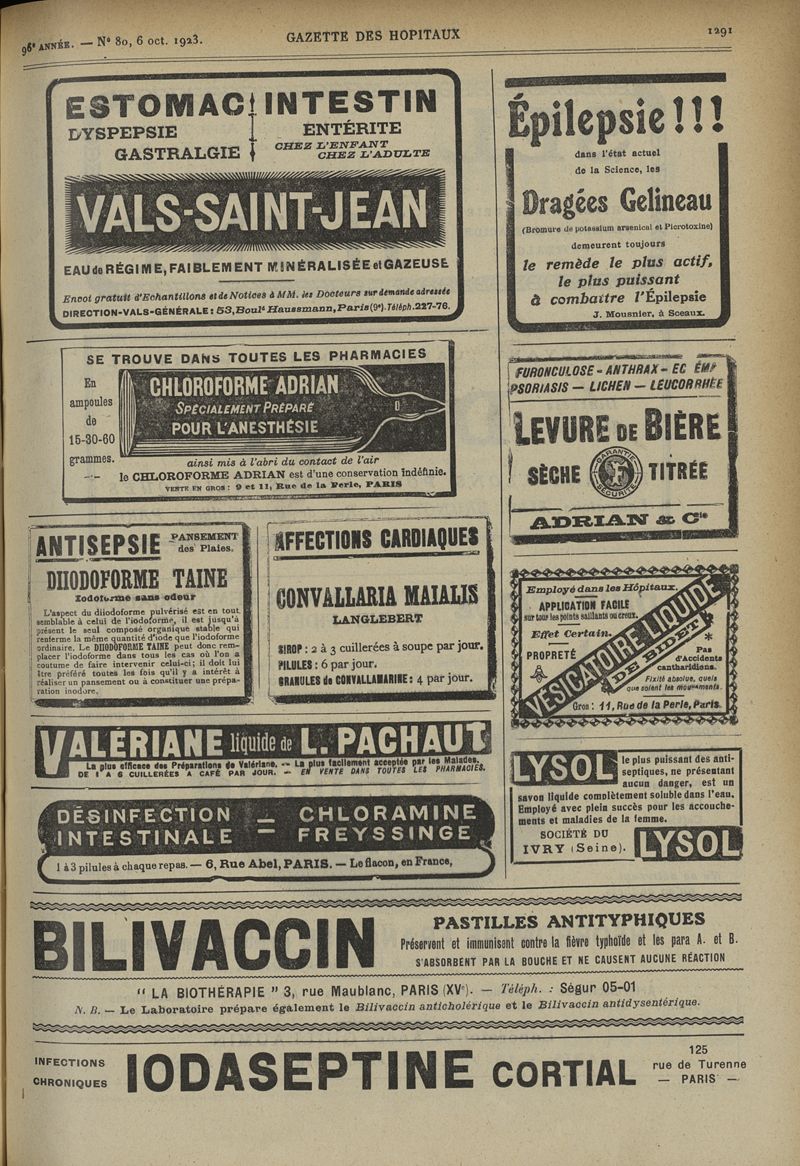 96e ANNÉE. — No 80, 6 oct. 1923.
GAZETTE DES HOPITAUX
1291
ESTOMAC
DYSPEPSIE
GASTRALGIE
INTESTIN
ENTÉRITE
CHEZ L'ENFANT
CHEZ L'ADULTE
VALS-SAINT-JEAN
EAU de RÉGIME, FAIBLEMENT MINÉRALISÉE et GAZEUSE
Envoi gratuit d'Echantillons et de Notices à MM. les Docteurs sur demande adressée
DIRECTION-VALS-GÉNÉRALE : 53, Boulᵈ Haussmann, Paris (9ᵉ). Téléph. 227-76.
Épilepsie !!!
dans l'état actuel
de la Science, les
Dragées Gelineau
(Bromure de potassium arsenical et Picrotoxine)
demeurent toujours
le remède le plus actif,
le plus puissant
à combattre l'Épilepsie
J. Mousnier, à Sceaux.
SE TROUVE DANS TOUTES LES PHARMACIES
En
ampoules
de
15-30-60
grammes.
CHLOROFORME ADRIAN
SPÉCIALEMENT PRÉPARÉ
POUR L'ANESTHÉSIE
ainsi mis à l'abri du contact de l'air
le CHLOROFORME ADRIAN est d'une conservation indéfinie.
VENTE EN GROS : 9 et 11, Rue de la Perle, PARIS
FURONCULOSE - ANTHRAX - EC ÉMA
PSORIASIS — LICHEN — LEUCORRHÉE
LEVURE DE BIÈRE
SÈCHE
GARANTIE
SÉCURITÉ
TITRÉE
ADRIAN & Cie
ANTISEPSIE
PANSEMENT
des Plaies.
DIIODOFORME TAINE
Iodoforme sans odeur
L'aspect du diiodoforme pulvérisé est en tout
semblable à celui de l'iodoforme, il est jusqu'à
présent le seul composé organique stable qui
renferme la même quantité d'iode que l'iodoforme
ordinaire. Le DIIODOFORME TAINE peut donc rem-
placer l'iodoforme dans tous les cas où l'on a
coutume de faire intervenir celui-ci; il doit lui
être préféré toutes les fois qu'il y a intérêt à
réaliser un pansement ou à constituer une prépa-
ration inodore.
AFFECTIONS CARDIAQUES
CONVALLARIA MAIALIS
LANGLEBERT
SIROP : 2 à 3 cuillerées à soupe par jour.
PILULES : 6 par jour.
GRANULES de CONVALLAMARINE : 4 par jour.
Employé dans les Hôpitaux.
APPLICATION FACILE
sur tous les points saillants ou creux.
Effet Certain.
PROPRETÉ
VÉSICATOIRE LIQUIDE
DE BIDET
Pas
d'Accidents
cantharidiens.
Fixité absolue, quels
que soient les mouvements.
Gros : 11, Rue de la Perle, Paris.
VALÉRIANE liquide de L. PACHAUT
La plus efficace des Préparations de Valériane. — La plus facilement acceptée par les Malades.
DE 1 A 6 CUILLERÉES A CAFÉ PAR JOUR. — EN VENTE DANS TOUTES LES PHARMACIES.
LYSOL
le plus puissant des anti-
septiques, ne présentant
aucun danger, est un
savon liquide complètement soluble dans l'eau.
Employé avec plein succès pour les accouche-
ments et maladies de la femme.
SOCIÉTÉ DU
IVRY (Seine).
LYSOL
DÉSINFECTION — CHLORAMINE
INTESTINALE — FREYSSINGE
1 à 3 pilules à chaque repas. — 6, Rue Abel, PARIS. — Le flacon, en France,
BILIVACCIN
PASTILLES ANTITYPHIQUES
Préservent et immunisent contre la fièvre typhoïde et les para A. et B.
S'ABSORBENT PAR LA BOUCHE ET NE CAUSENT AUCUNE RÉACTION
" LA BIOTHÉRAPIE " 3, rue Maublanc, PARIS (XVᵉ). — Téléph. : Ségur 05-01
N. B. — Le Laboratoire prépare également le Bilivaccin anticholérique et le Bilivaccin antidysentérique.
INFECTIONS
CHRONIQUES
IODASEPTINE CORTIAL
125
rue de Turenne
— PARIS —